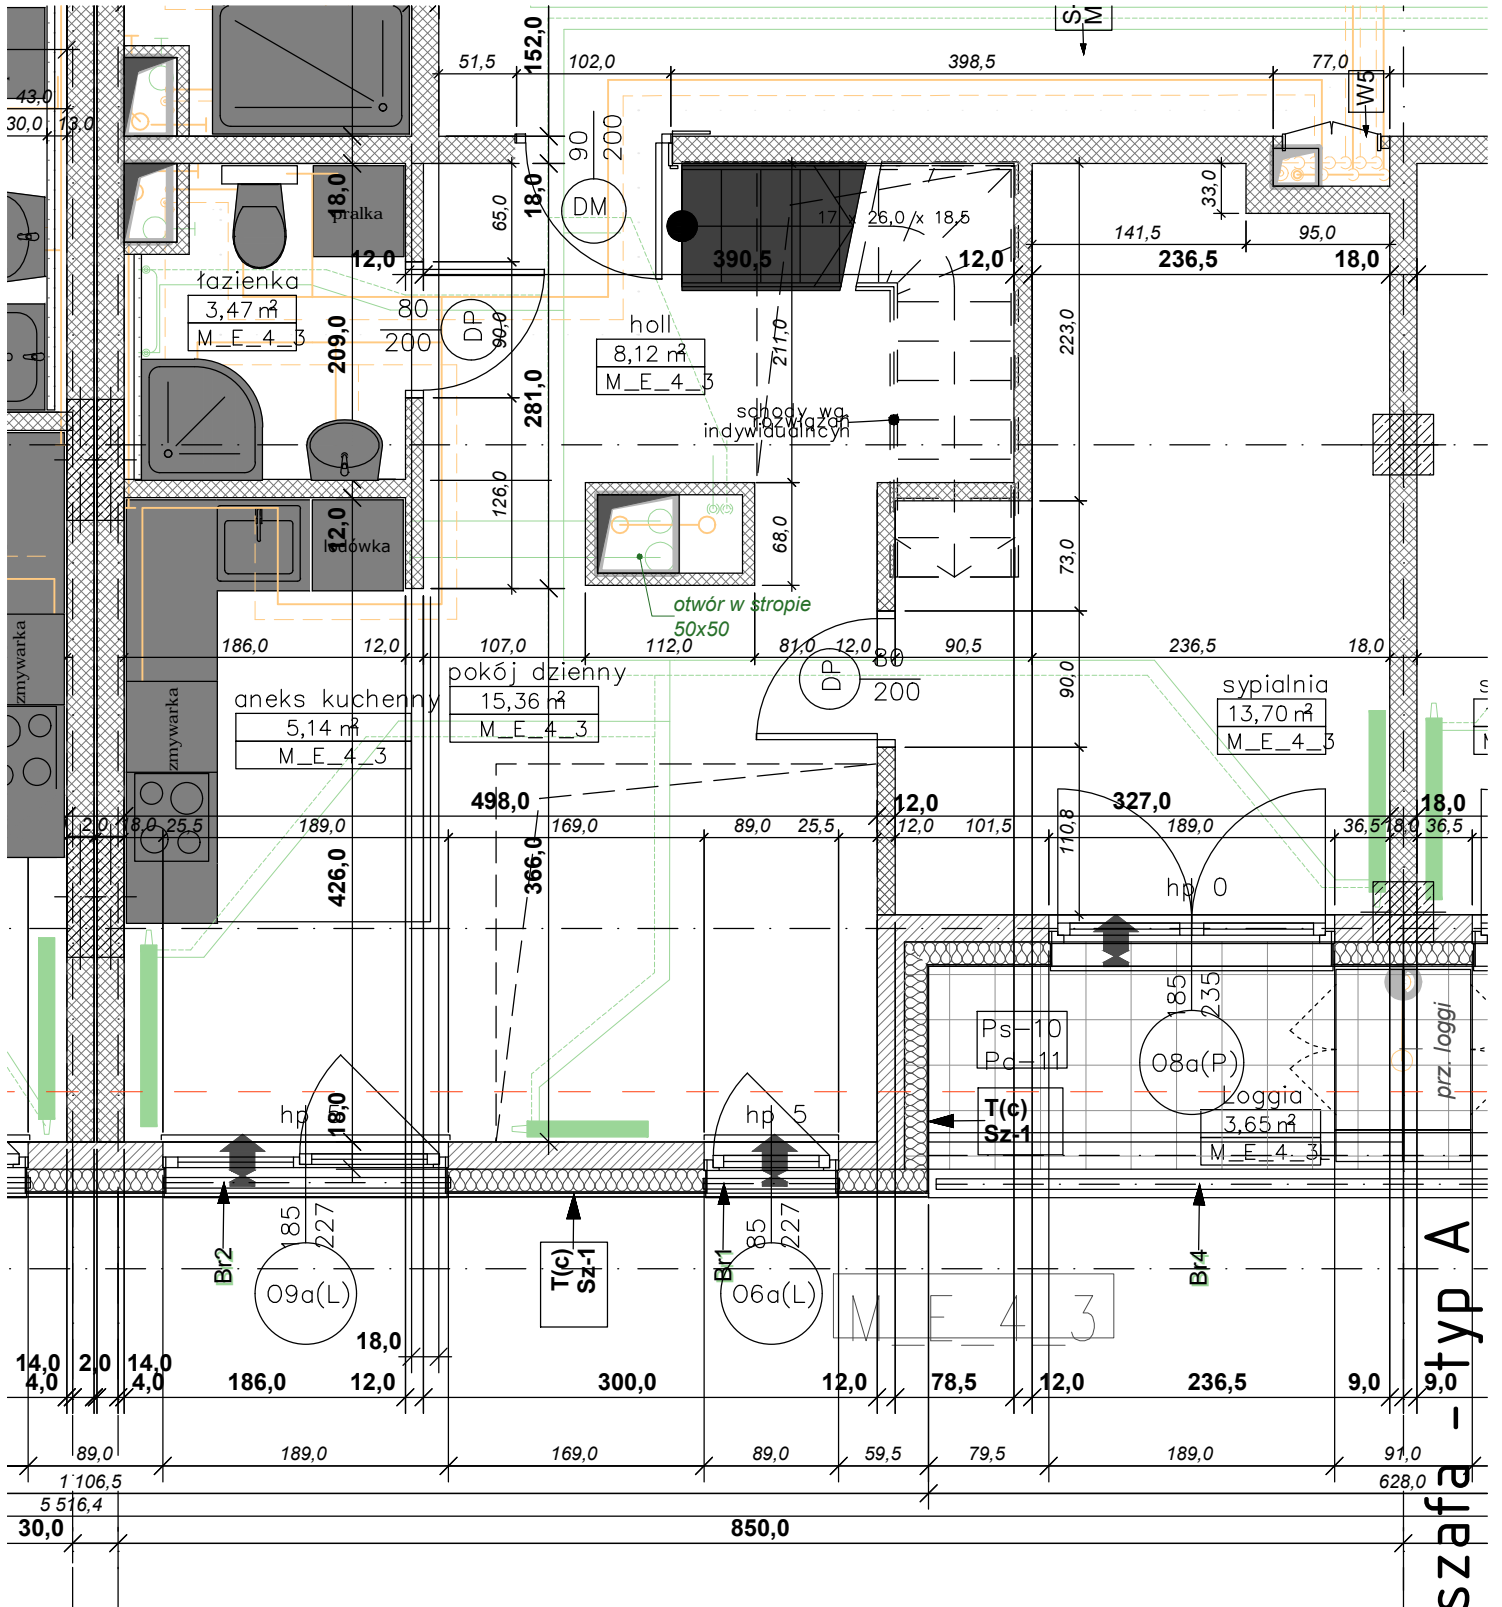 S-
M
W5
51,5
152,0
102,0
398,5
77,0
43,0
30,0
13,0
90
200
18,0
pralka
65,0
18,0
DM
17 x 26,0 x 18,5
33,0
141,5
95,0
12,0
390,5
12,0
236,5
18,0
łazienka
3,47 m²
M_E_4_3
80
200
DP
90,0
209,0
281,0
holl
8,12 m²
M_E_4_3
211,0
223,0
schody wg
rozwiązań
indywidualncyh
126,0
12,0
lodówka
68,0
73,0
otwór w stropie
50x50
186,0
12,0
107,0
112,0
81,0
12,0
90,5
236,5
18,0
80
200
DP
90,0
zmywarka
zmywarka
aneks kuchenny
5,14 m²
M_E_4_3
pokój dzienny
15,36 m²
M_E_4_3
sypialnia
13,70 m²
M_E_4_3
s
498,0
12,0
327,0
18,0
2,0
18,0
25,5
189,0
169,0
89,0
25,5
12,0
101,5
110,8
189,0
36,5
18,0
36,5
426,0
366,0
hp 0
185
235
Ps-10
Pd-11
O8a(P)
prz. loggi
T(c)
Sz-1
Loggia
3,65 m²
M_E_4_3
hp 5
18,0
hp 5
185
227
Br2
O9a(L)
T(c)
Sz-1
Br1
85
227
O6a(L)
Br4
M_E_4_3
18,0
14,0
4,0
2,0
14,0
4,0
186,0
12,0
300,0
12,0
78,5
12,0
236,5
9,0
9,0
89,0
189,0
169,0
89,0
59,5
79,5
189,0
91,0
1 106,5
628,0
5 516,4
30,0
850,0
szafa - typ A